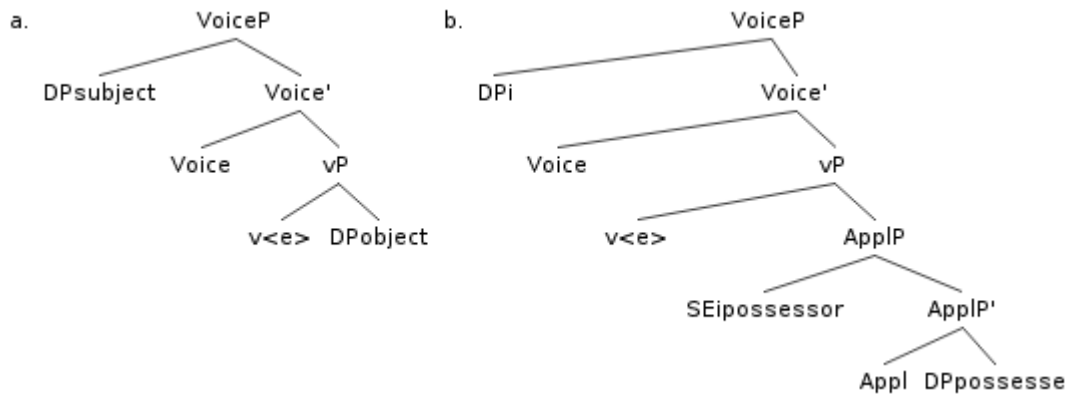 a. VoiceP b. VoiceP
DPsubject Voice' DPi Voice'
Voice vP Voice vP
v<e> DPobject v<e> ApplP
SEipossessor ApplP'
Appl DPpossesse